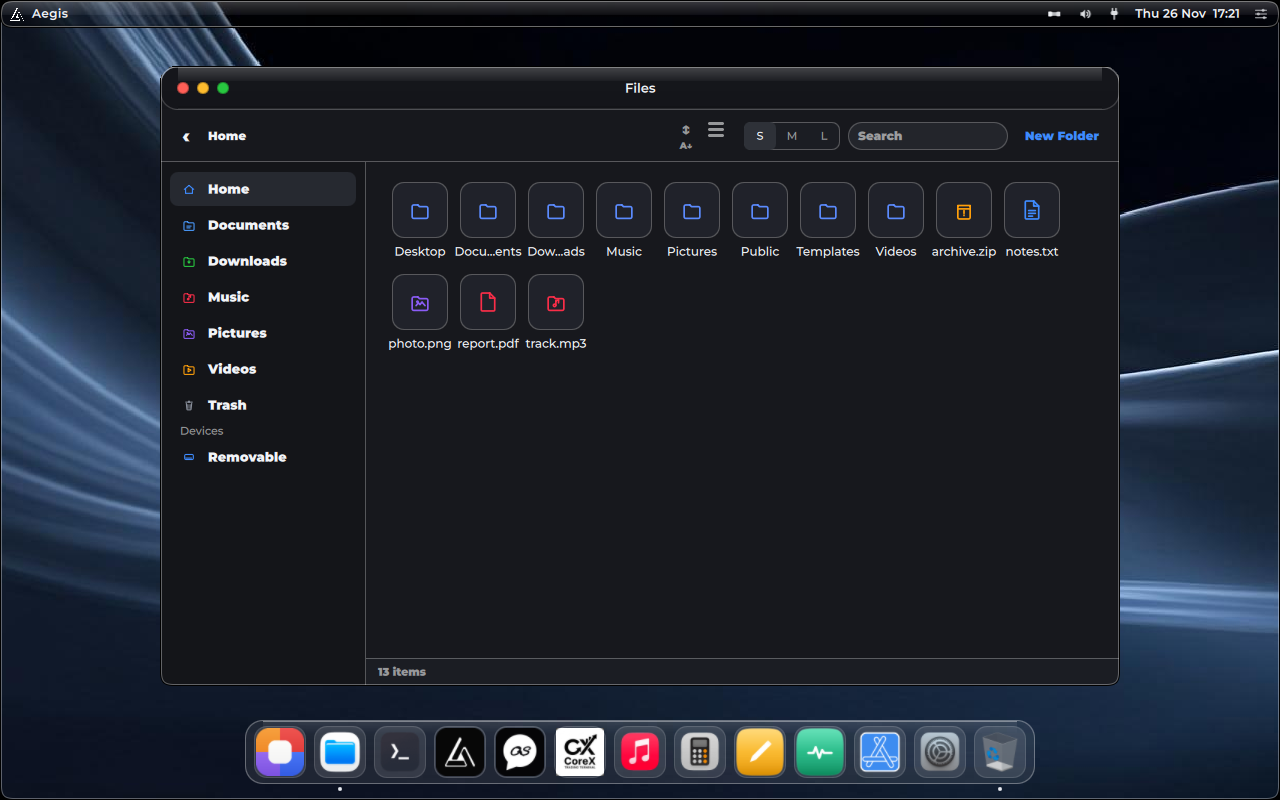 Aegis
Thu 26 Nov 17:21
Files
Home
A+
S M L
Search
New Folder
Home
Documents
Downloads
Music
Pictures
Videos
Trash
Devices
Removable
Desktop Docu...ents Dow...ads Music Pictures Public Templates Videos archive.zip notes.txt
photo.png report.pdf track.mp3
13 items
as
CX
CoreX